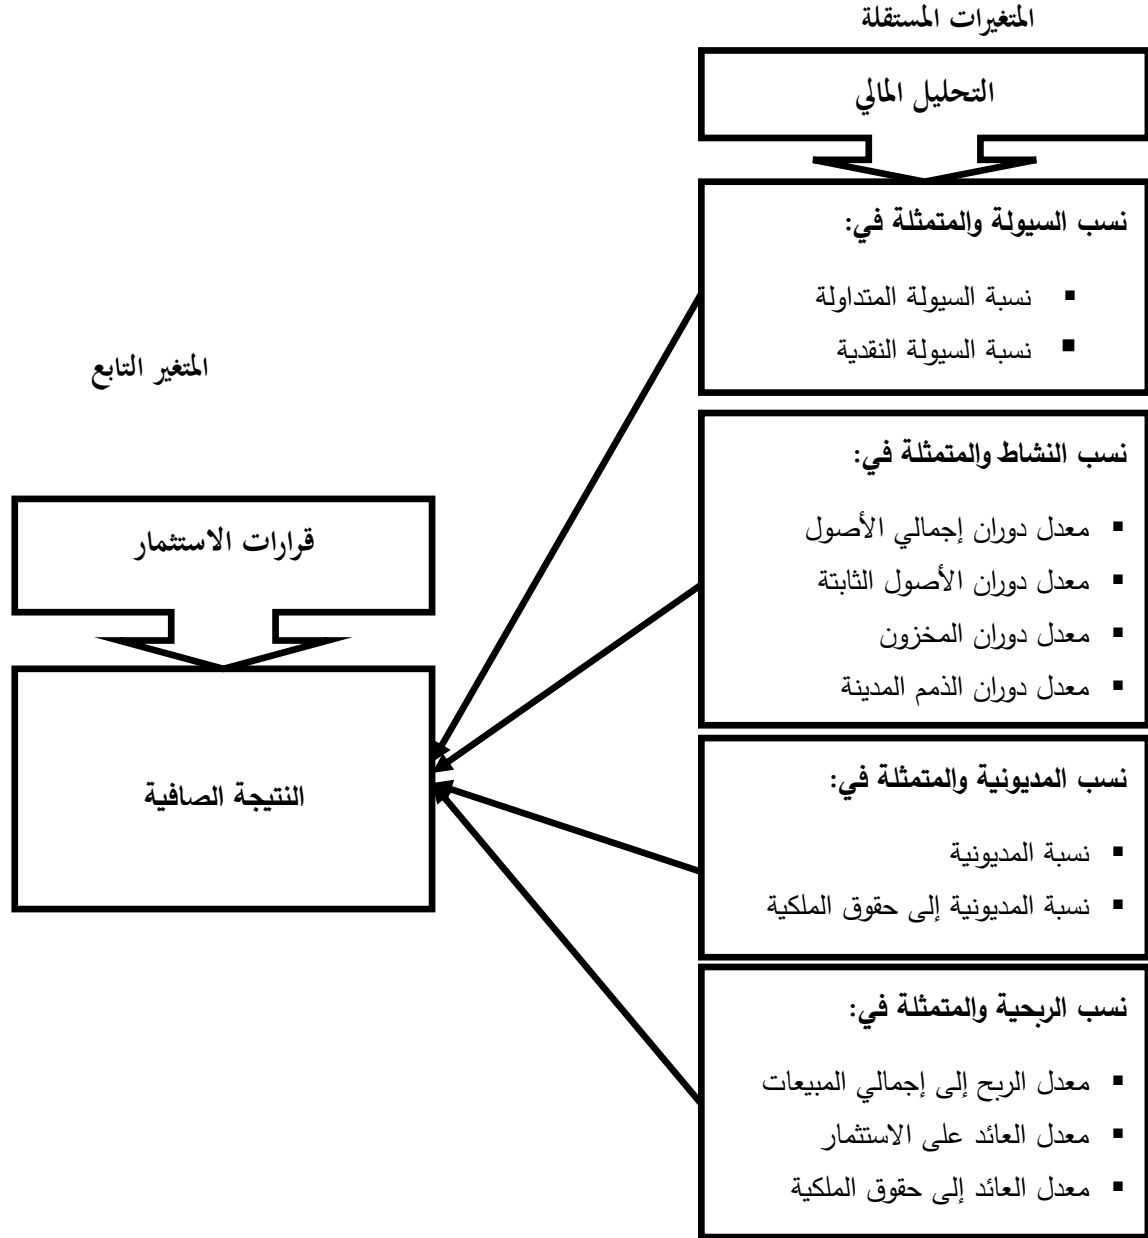 المتغيرات المستقلة
التحليل المالي
نسب السيولة والمتمثلة في:
▪ نسبة السيولة المتداولة
▪ نسبة السيولة النقدية
نسب النشاط والمتمثلة في:
▪ معدل دوران إجمالي الأصول
▪ معدل دوران الأصول الثابتة
▪ معدل دوران المخزون
▪ معدل دوران الذمم المدينة
نسب المديونية والمتمثلة في:
▪ نسبة المديونية
▪ نسبة المديونية إلى حقوق الملكية
نسب الربحية والمتمثلة في:
▪ معدل الربح إلى إجمالي المبيعات
▪ معدل العائد على الاستثمار
▪ معدل العائد إلى حقوق الملكية
المتغير التابع
قرارات الاستثمار
النتيجة الصافية